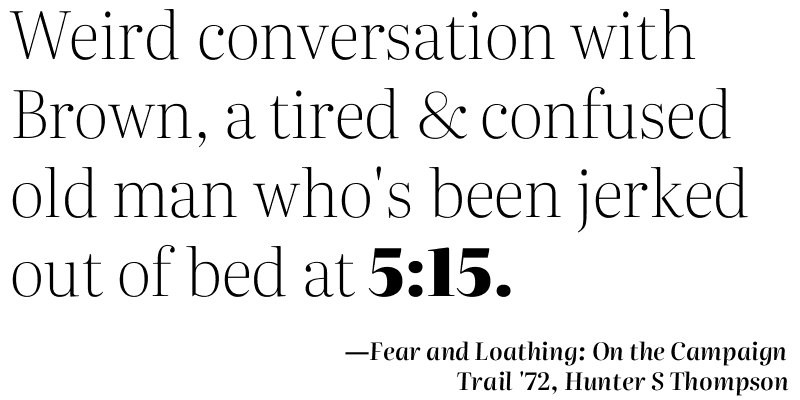 Weird conversation with
Brown, a tired & confused
old man who's been jerked
out of bed at 5:15.
—Fear and Loathing: On the Campaign
Trail '72, Hunter S Thompson